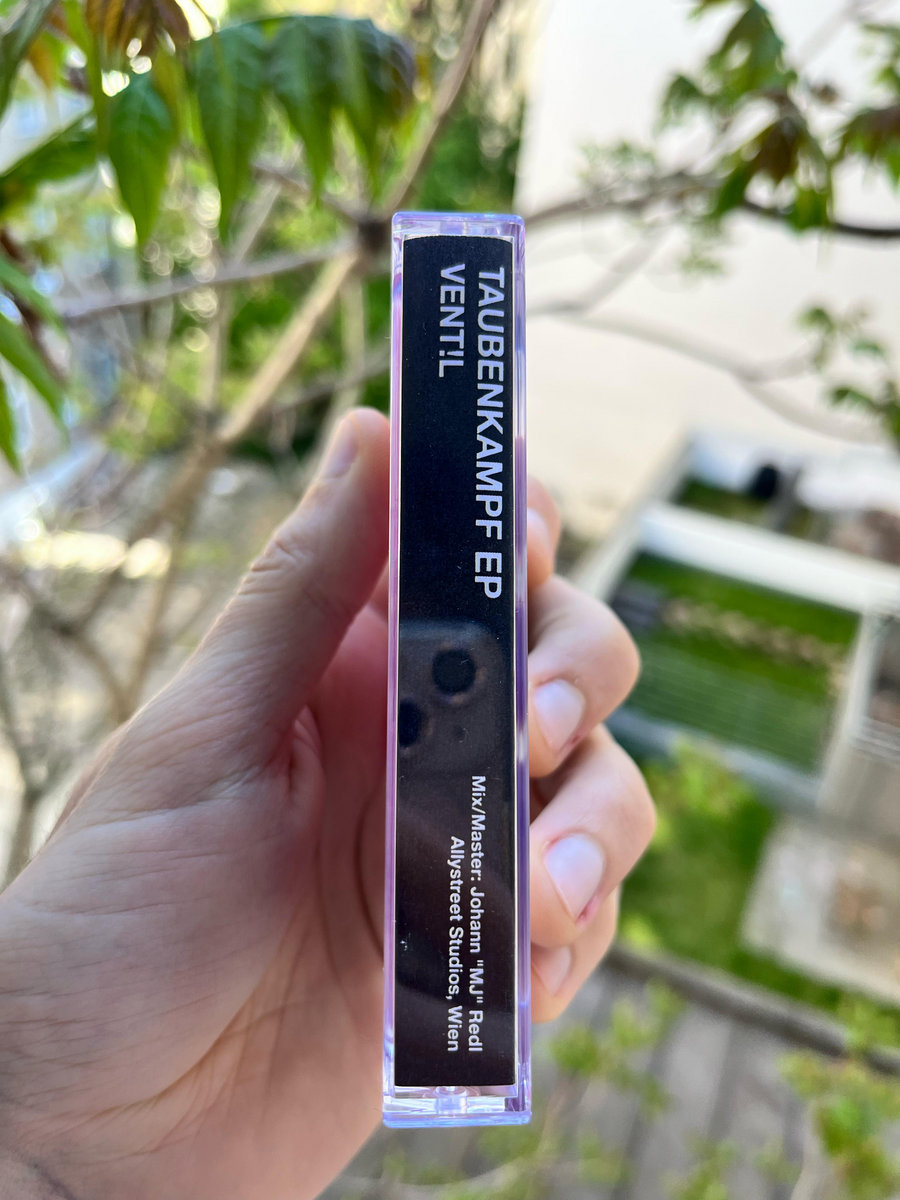 TAUBENKAMPF EP
VENT!L
Mix/Master: Johann "MJ" Redl
Allystreet Studios, Wien